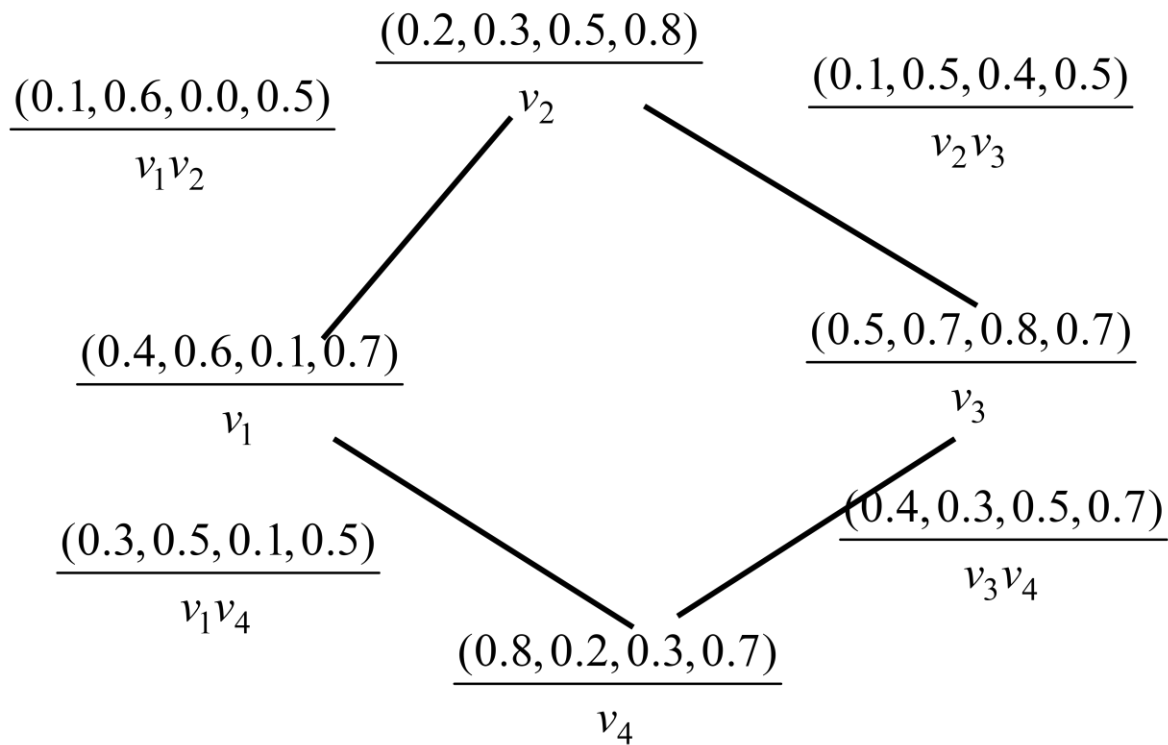 (0.2,0.3,0.5,0.8)
v₂
(0.1,0.6,0.0,0.5)
v₁v₂
(0.1,0.5,0.4,0.5)
v₂v₃
(0.4,0.6,0.1,0.7)
v₁
(0.5,0.7,0.8,0.7)
v₃
(0.3,0.5,0.1,0.5)
v₁v₄
(0.4,0.3,0.5,0.7)
v₃v₄
(0.8,0.2,0.3,0.7)
v₄